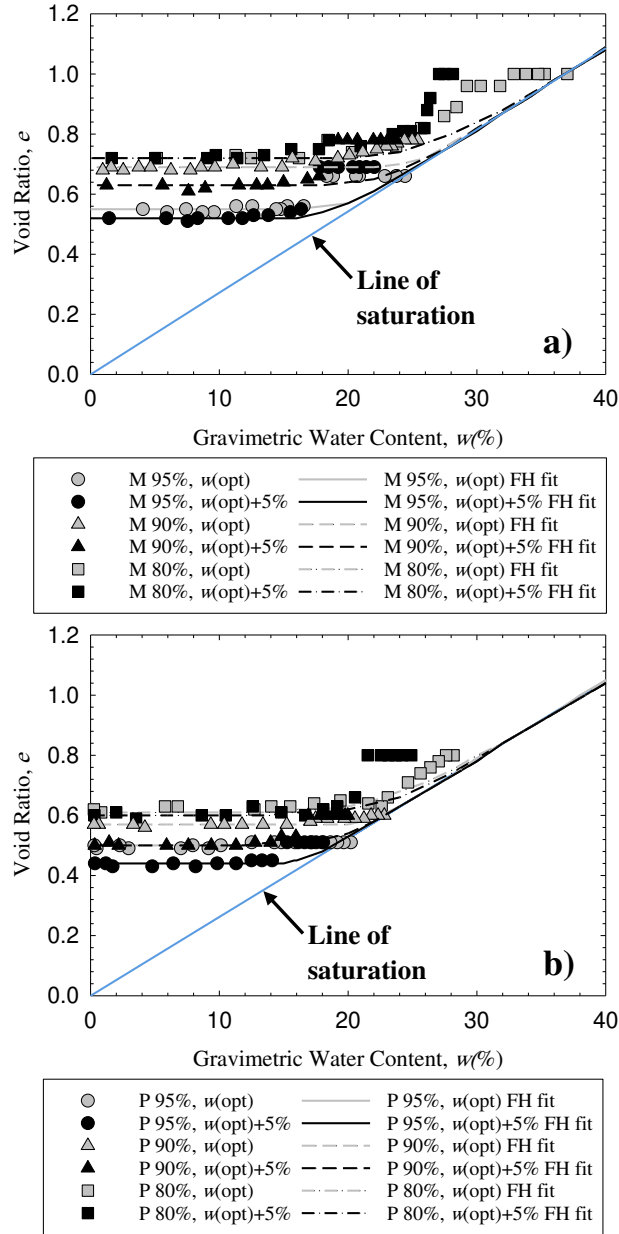 1.2
1.0
0.8
0.6
0.4
0.2
0.0
Void Ratio, e
Line of
saturation
a)
0 10 20 30 40
Gravimetric Water Content, w(%)
M 95%, w(opt) M 95%, w(opt) FH fit
M 95%, w(opt)+5% M 95%, w(opt)+5% FH fit
M 90%, w(opt) M 90%, w(opt) FH fit
M 90%, w(opt)+5% M 90%, w(opt)+5% FH fit
M 80%, w(opt) M 80%, w(opt) FH fit
M 80%, w(opt)+5% M 80%, w(opt)+5% FH fit
1.2
1.0
0.8
0.6
0.4
0.2
0.0
Void Ratio, e
Line of
saturation
b)
0 10 20 30 40
Gravimetric Water Content, w(%)
P 95%, w(opt) P 95%, w(opt) FH fit
P 95%, w(opt)+5% P 95%, w(opt)+5% FH fit
P 90%, w(opt) P 90%, w(opt) FH fit
P 90%, w(opt)+5% P 90%, w(opt)+5% FH fit
P 80%, w(opt) P 80%, w(opt) FH fit
P 80%, w(opt)+5% P 80%, w(opt)+5% FH fit